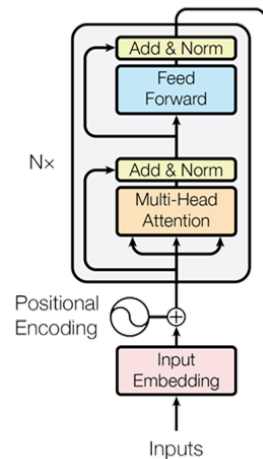 Add & Norm
Feed
Forward
N×
Add & Norm
Multi-Head
Attention
Positional
Encoding
Input
Embedding
Inputs